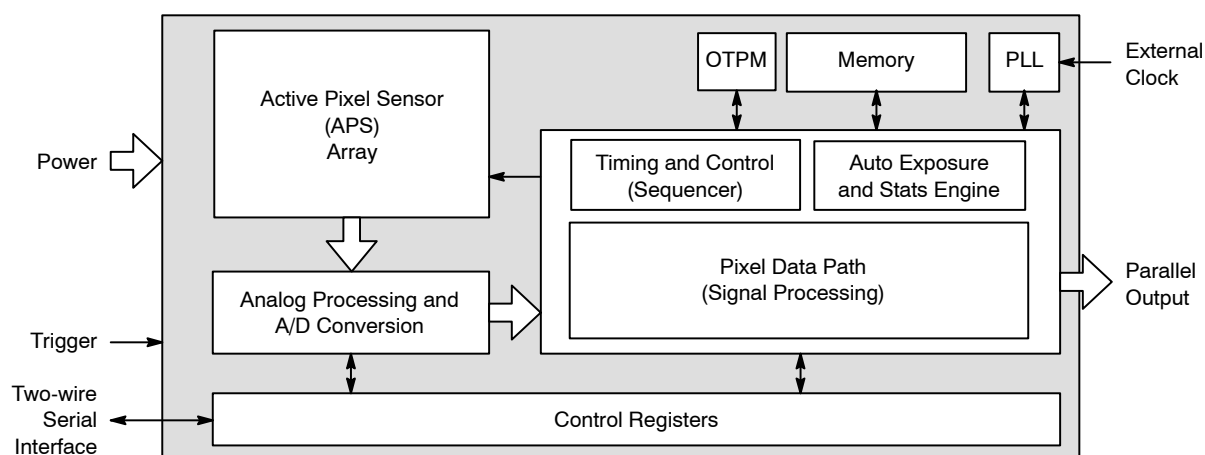 OTPM
Memory
PLL
External
Clock
Active Pixel Sensor
(APS)
Array
Power
Timing and Control
(Sequencer)
Auto Exposure
and Stats Engine
Pixel Data Path
(Signal Processing)
Parallel
Output
Analog Processing and
A/D Conversion
Trigger
Two−wire
Serial
Interface
Control Registers